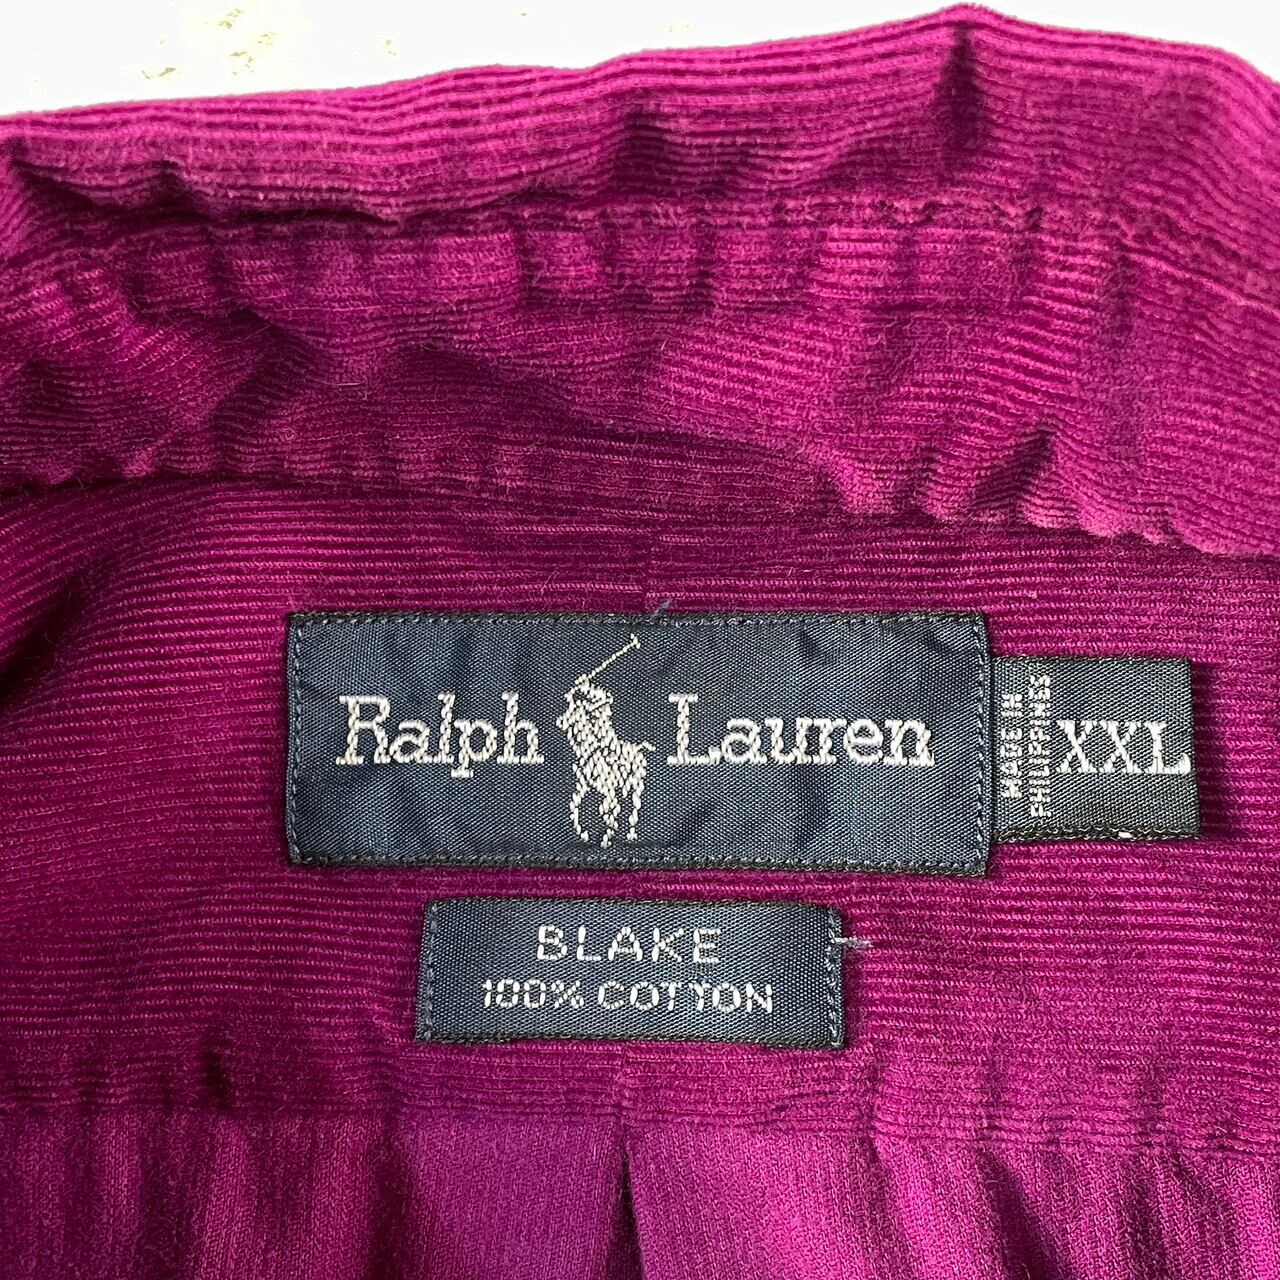 Ralph Lauren
MADE IN
PHILIPPINES
XXL
BLAKE
100% COTTON